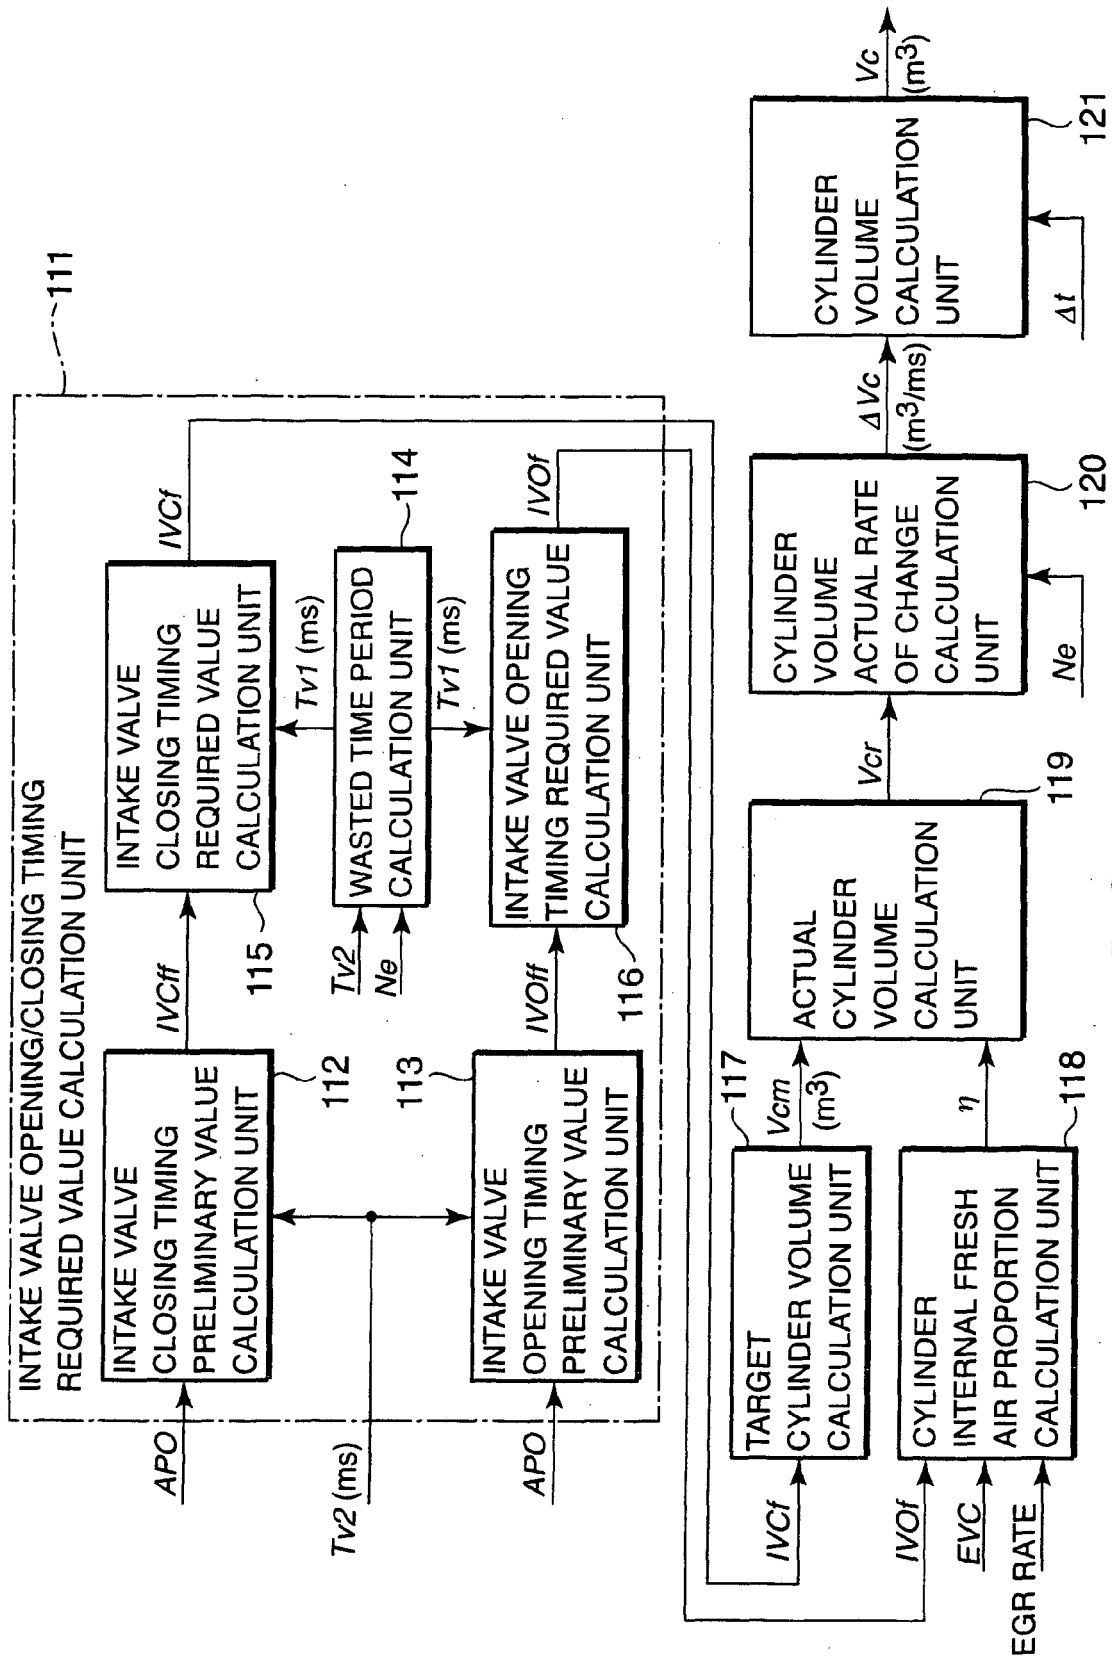 INTAKE VALVE OPENING/CLOSING TIMING
REQUIRED VALUE CALCULATION UNIT
111
APO
INTAKE VALVE
CLOSING TIMING
PRELIMINARY VALUE
CALCULATION UNIT
112
IVCff
INTAKE VALVE
CLOSING TIMING
REQUIRED VALUE
CALCULATION UNIT
115
IVCf
Tv1 (ms)
Tv2
Ne
WASTED TIME PERIOD
CALCULATION UNIT
114
Tv1 (ms)
Tv2 (ms)
APO
113
INTAKE VALVE
OPENING TIMING
PRELIMINARY VALUE
CALCULATION UNIT
IVOff
116
INTAKE VALVE OPENING
TIMING REQUIRED VALUE
CALCULATION UNIT
IVOf
IVCf
117
TARGET
CYLINDER VOLUME
CALCULATION UNIT
Vcm
(m³)
IVOf
EVC
EGR RATE
CYLINDER
INTERNAL FRESH
AIR PROPORTION
CALCULATION UNIT
118
η
ACTUAL
CYLINDER
VOLUME
CALCULATION
UNIT
119
Vcr
Ne
CYLINDER
VOLUME
ACTUAL RATE
OF CHANGE
CALCULATION
UNIT
120
ΔVc
(m³/ms)
Δt
CYLINDER
VOLUME
CALCULATION
UNIT
121
Vc
(m³)